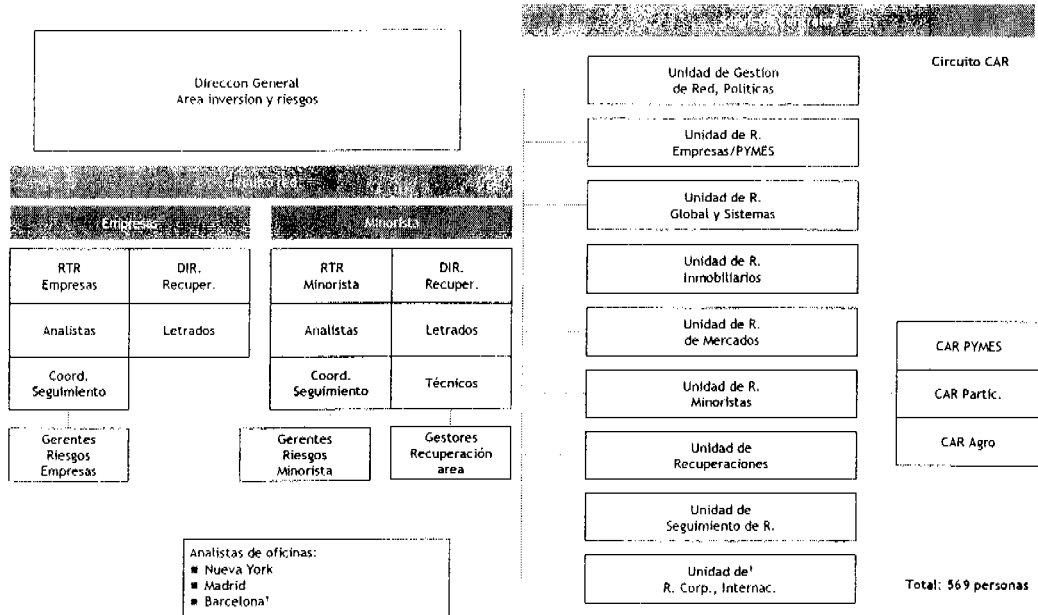 Direccon General
Area inversion y riesgos
Circuito red
Empresas
RTR
Empresas
DIR.
Recuper.
Analistas
Letrados
Coord.
Seguimiento
Gerentes
Riesgos
Empresas
Minorista
RTR
Minorista
DIR.
Recuper.
Analistas
Letrados
Coord.
Seguimiento
Técnicos
Gerentes
Riesgos
Minorista
Gestores
Recuperación
area
Analistas de oficinas:
■ Nueva York
■ Madrid
■ Barcelona¹
Circuito CAR
Unidad de Gestion
de Red, Politicas
Unidad de R.
Empresas/PYMES
Unidad de R.
Global y Sistemas
Unidad de R.
Inmobiliarios
Unidad de R.
de Mercados
Unidad de R.
Minoristas
Unidad de
Recuperaciones
Unidad de
Seguimiento de R.
Unidad de¹
R. Corp., Internac.
CAR PYMES
CAR Partic.
CAR Agro
Total: 569 personas